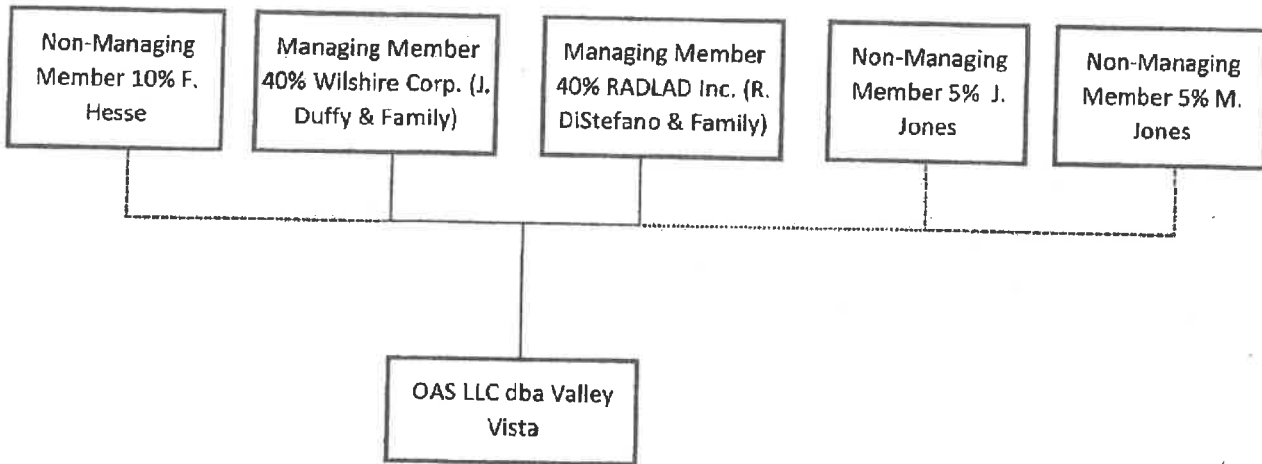 Non-Managing
Member 10% F.
Hesse
Managing Member
40% Wilshire Corp. (J.
Duffy & Family)
Managing Member
40% RADLAD Inc. (R.
DiStefano & Family)
Non-Managing
Member 5% J.
Jones
Non-Managing
Member 5% M.
Jones
OAS LLC dba Valley
Vista